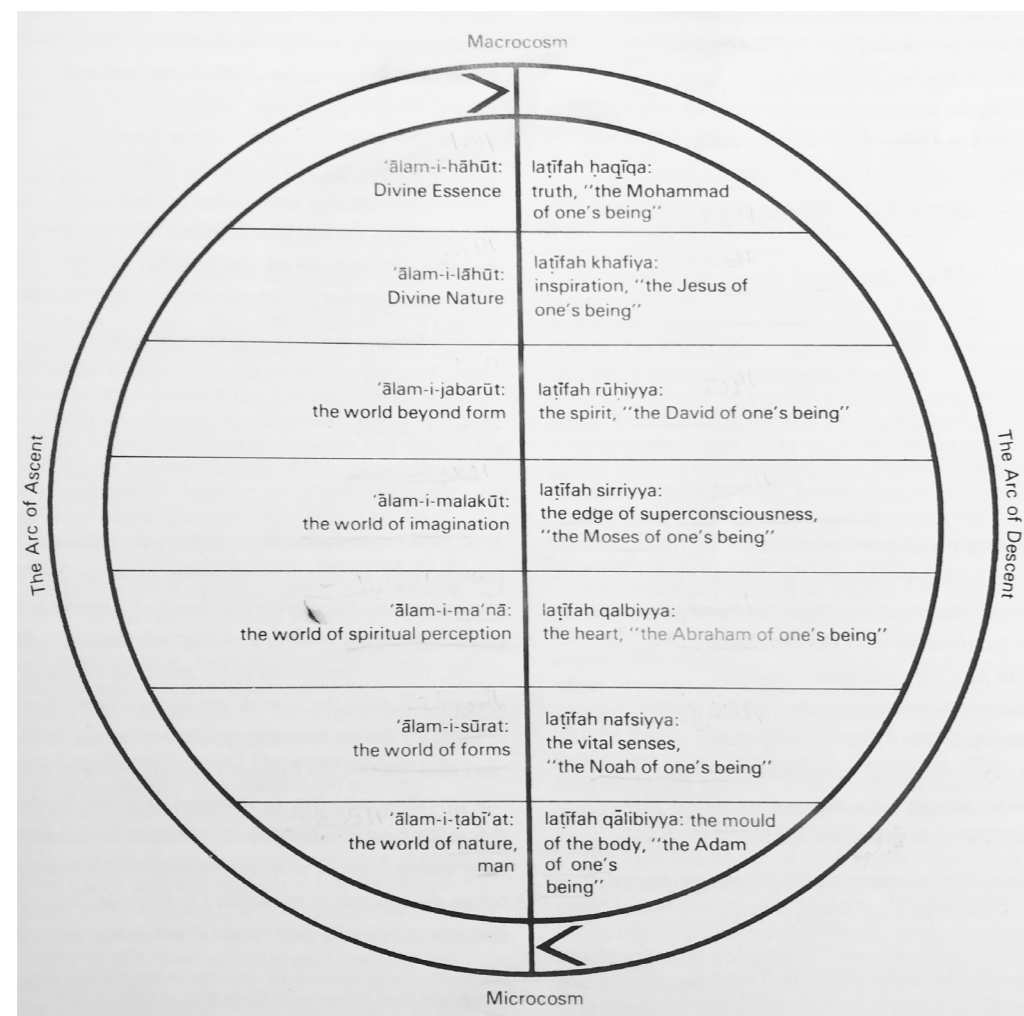 Macrocosm
The Arc of Ascent
'ālam-i-hāhūt:
Divine Essence
laṭīfah ḥaqīqa:
truth, "the Mohammad
of one's being"
'ālam-i-lāhūt:
Divine Nature
laṭīfah khafiya:
inspiration, "the Jesus of
one's being"
'ālam-i-jabarūt:
the world beyond form
laṭīfah rūḥiyya:
the spirit, "the David of one's being"
'ālam-i-malakūt:
the world of imagination
laṭīfah sirriyya:
the edge of superconsciousness,
"the Moses of one's being"
'ālam-i-ma'nā:
the world of spiritual perception
laṭīfah qalbiyya:
the heart, "the Abraham of one's being"
'ālam-i-sūrat:
the world of forms
laṭīfah nafsiyya:
the vital senses,
"the Noah of one's being"
'ālam-i-ṭabī'at:
the world of nature,
man
laṭīfah qālibiyya: the mould
of the body, "the Adam
of one's
being"
The Arc of Descent
Microcosm